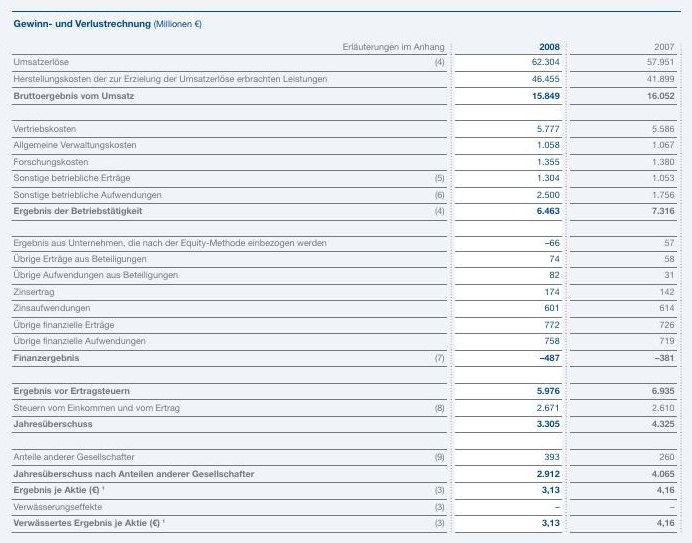 Gewinn- und Verlustrechnung (Millionen €)
Erläuterungen im Anhang 2008 2007
Umsatzerlöse (4) 62.304 57.951
Herstellungskosten der zur Erzielung der Umsatzerlöse erbrachten Leistungen 46.455 41.899
Bruttoergebnis vom Umsatz 15.849 16.052
Vertriebskosten 5.777 5.586
Allgemeine Verwaltungskosten 1.058 1.067
Forschungskosten 1.355 1.380
Sonstige betriebliche Erträge (5) 1.304 1.053
Sonstige betriebliche Aufwendungen (6) 2.500 1.756
Ergebnis der Betriebstätigkeit (4) 6.463 7.316
Ergebnis aus Unternehmen, die nach der Equity-Methode einbezogen werden –66 57
Übrige Erträge aus Beteiligungen 74 58
Übrige Aufwendungen aus Beteiligungen 82 31
Zinsertrag 174 142
Zinsaufwendungen 601 614
Übrige finanzielle Erträge 772 726
Übrige finanzielle Aufwendungen 758 719
Finanzergebnis (7) –487 –381
Ergebnis vor Ertragsteuern 5.976 6.935
Steuern vom Einkommen und vom Ertrag (8) 2.671 2.610
Jahresüberschuss 3.305 4.325
Anteile anderer Gesellschafter (9) 393 260
Jahresüberschuss nach Anteilen anderer Gesellschafter 2.912 4.065
Ergebnis je Aktie (€) ¹ (3) 3,13 4,16
Verwässerungseffekte (3) – –
Verwässertes Ergebnis je Aktie (€) ¹ (3) 3,13 4,16